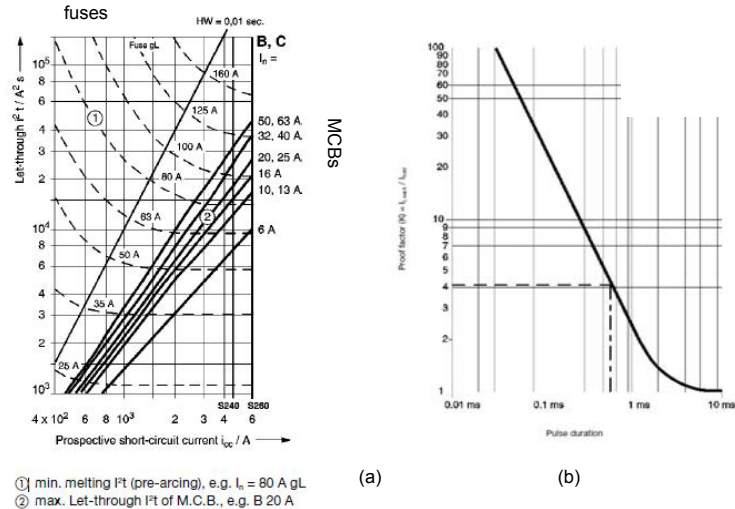 fuses
HW = 0,01 sec.
Fuse gL
B, C
Iₙ =
160 A
125 A
100 A
80 A
63 A
50 A
35 A
25 A
50, 63 A.
32, 40 A.
20, 25 A.
16 A
10, 13 A.
6 A
MCBs
Let-through I² t / A² s
10⁵
8
6
4
3
2
10⁴
8
6
4
3
2
10³
①
②
S240 S260
4 x 10² 6 8 10³ 2 3 4 6
Prospective short-circuit current icc / A
① min. melting I²t (pre-arcing), e.g. Iₙ = 80 A gL
② max. Let-through I²t of M.C.B., e.g. B 20 A
(a)
100
90
80
70
60
50
40
30
20
10
9
8
7
6
5
4
3
2
1
0.01 ms 0.1 ms 1 ms 10 ms
Pulse duration
Proof factor (K) =
(b)